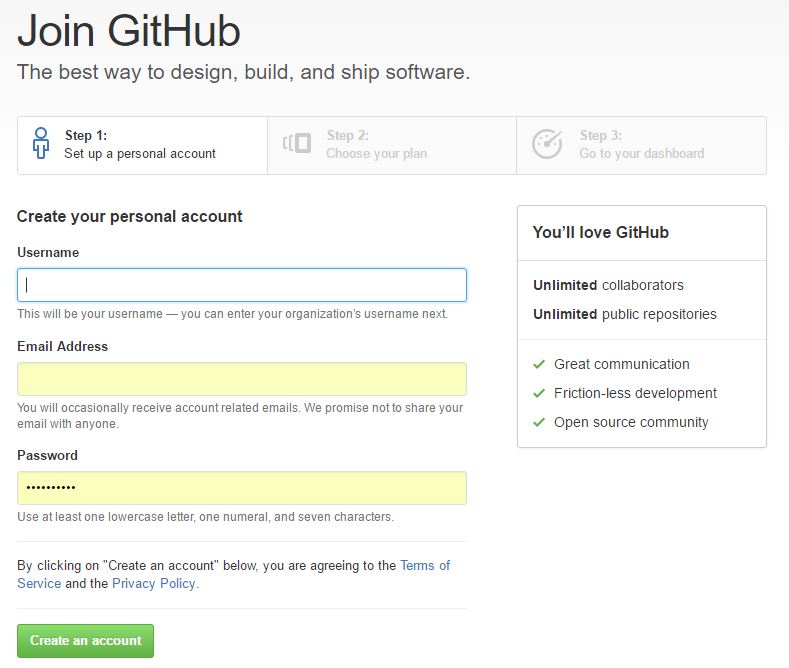 Join GitHub
The best way to design, build, and ship software.
Step 1:
Set up a personal account
Step 2:
Choose your plan
Step 3:
Go to your dashboard
Create your personal account
Username
This will be your username — you can enter your organization's username next.
Email Address
You will occasionally receive account related emails. We promise not to share your
email with anyone.
Password
••••••••••
Use at least one lowercase letter, one numeral, and seven characters.
By clicking on "Create an account" below, you are agreeing to the Terms of
Service and the Privacy Policy.
Create an account
You'll love GitHub
Unlimited collaborators
Unlimited public repositories
Great communication
Friction-less development
Open source community